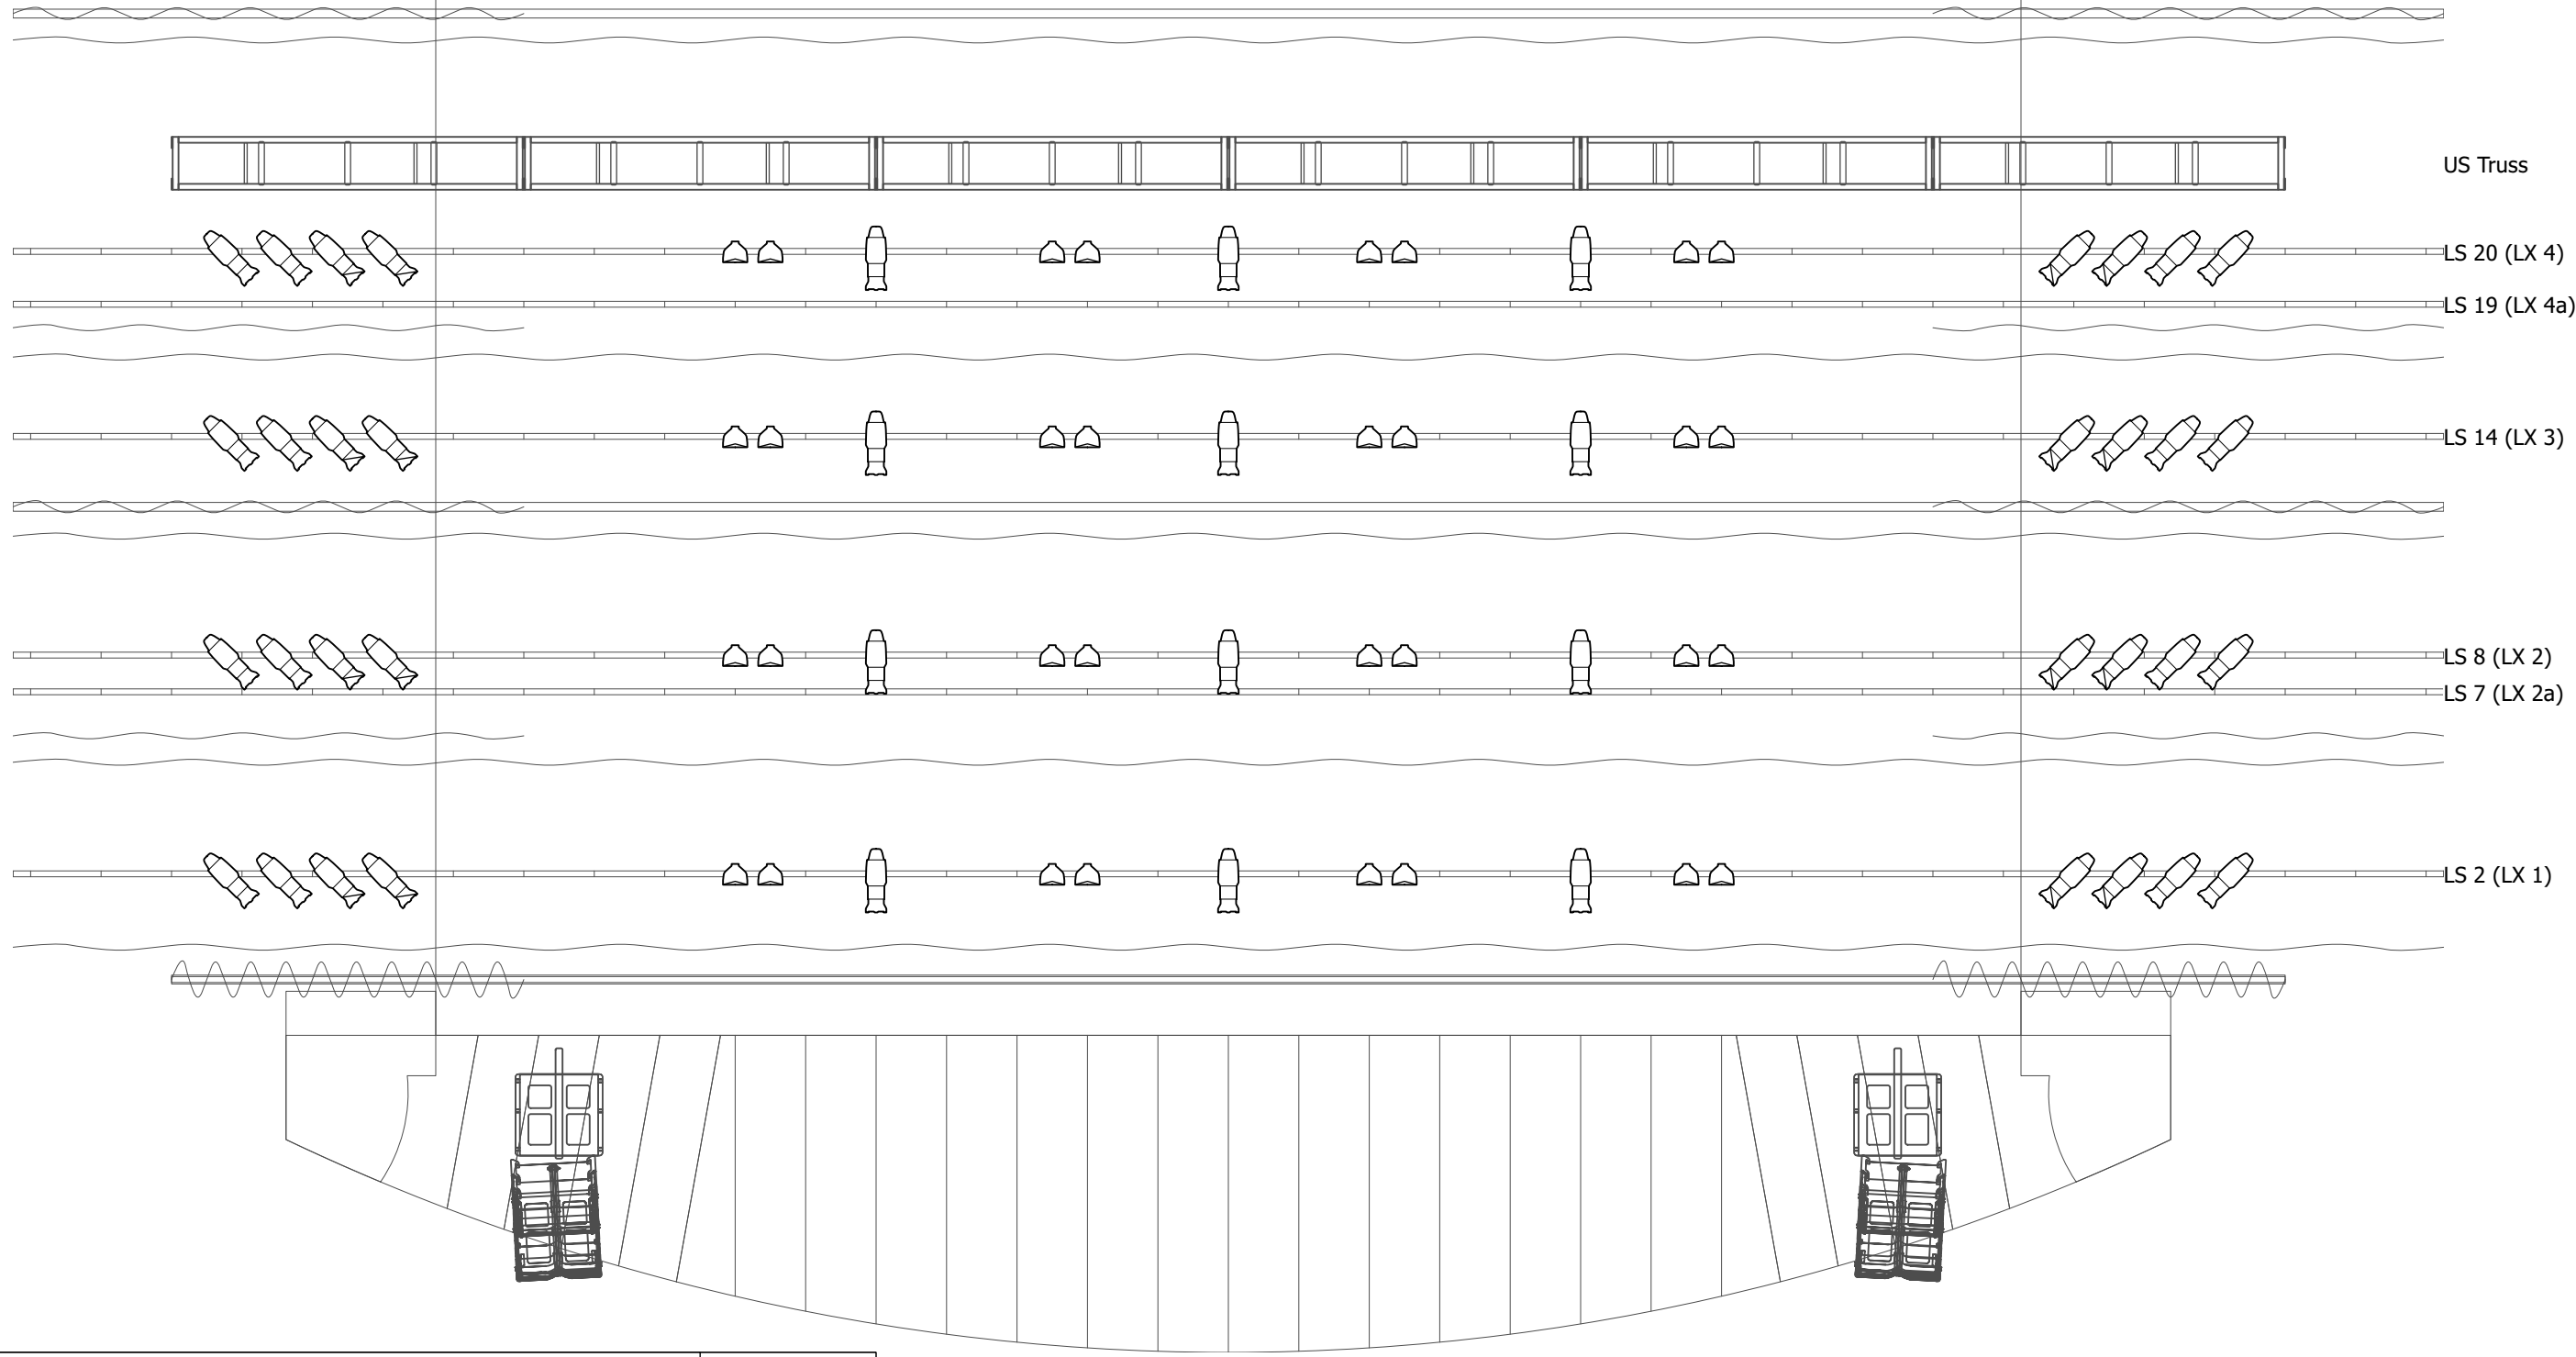 US Truss
LS 20 (LX 4)
LS 19 (LX 4a)
LS 14 (LX 3)
LS 8 (LX 2)
LS 7 (LX 2a)
LS 2 (LX 1)